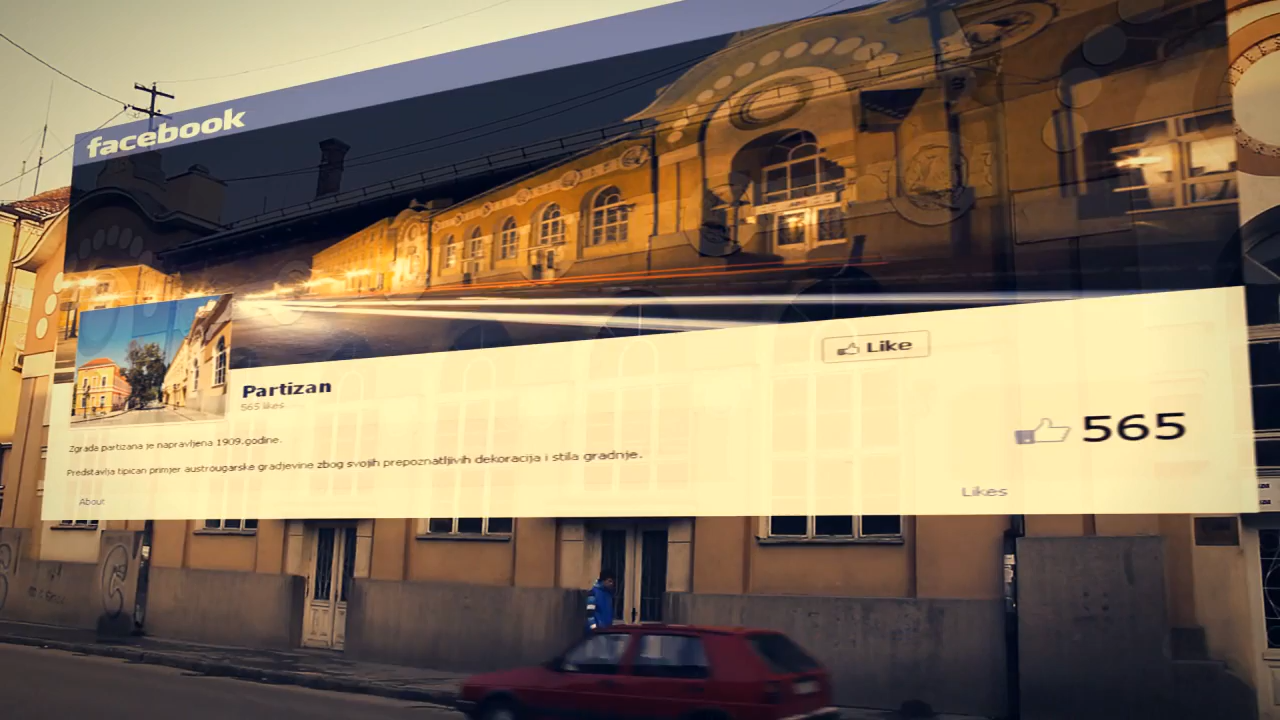 facebook
Like
Partizan
565 likes
565
Zgrada partizana je napravljena 1909.godine.
Predstavlja tipican primjer austrougarske gradjevine zbog svojih prepoznatljivih dekoracija i stila gradnje.
About
Likes